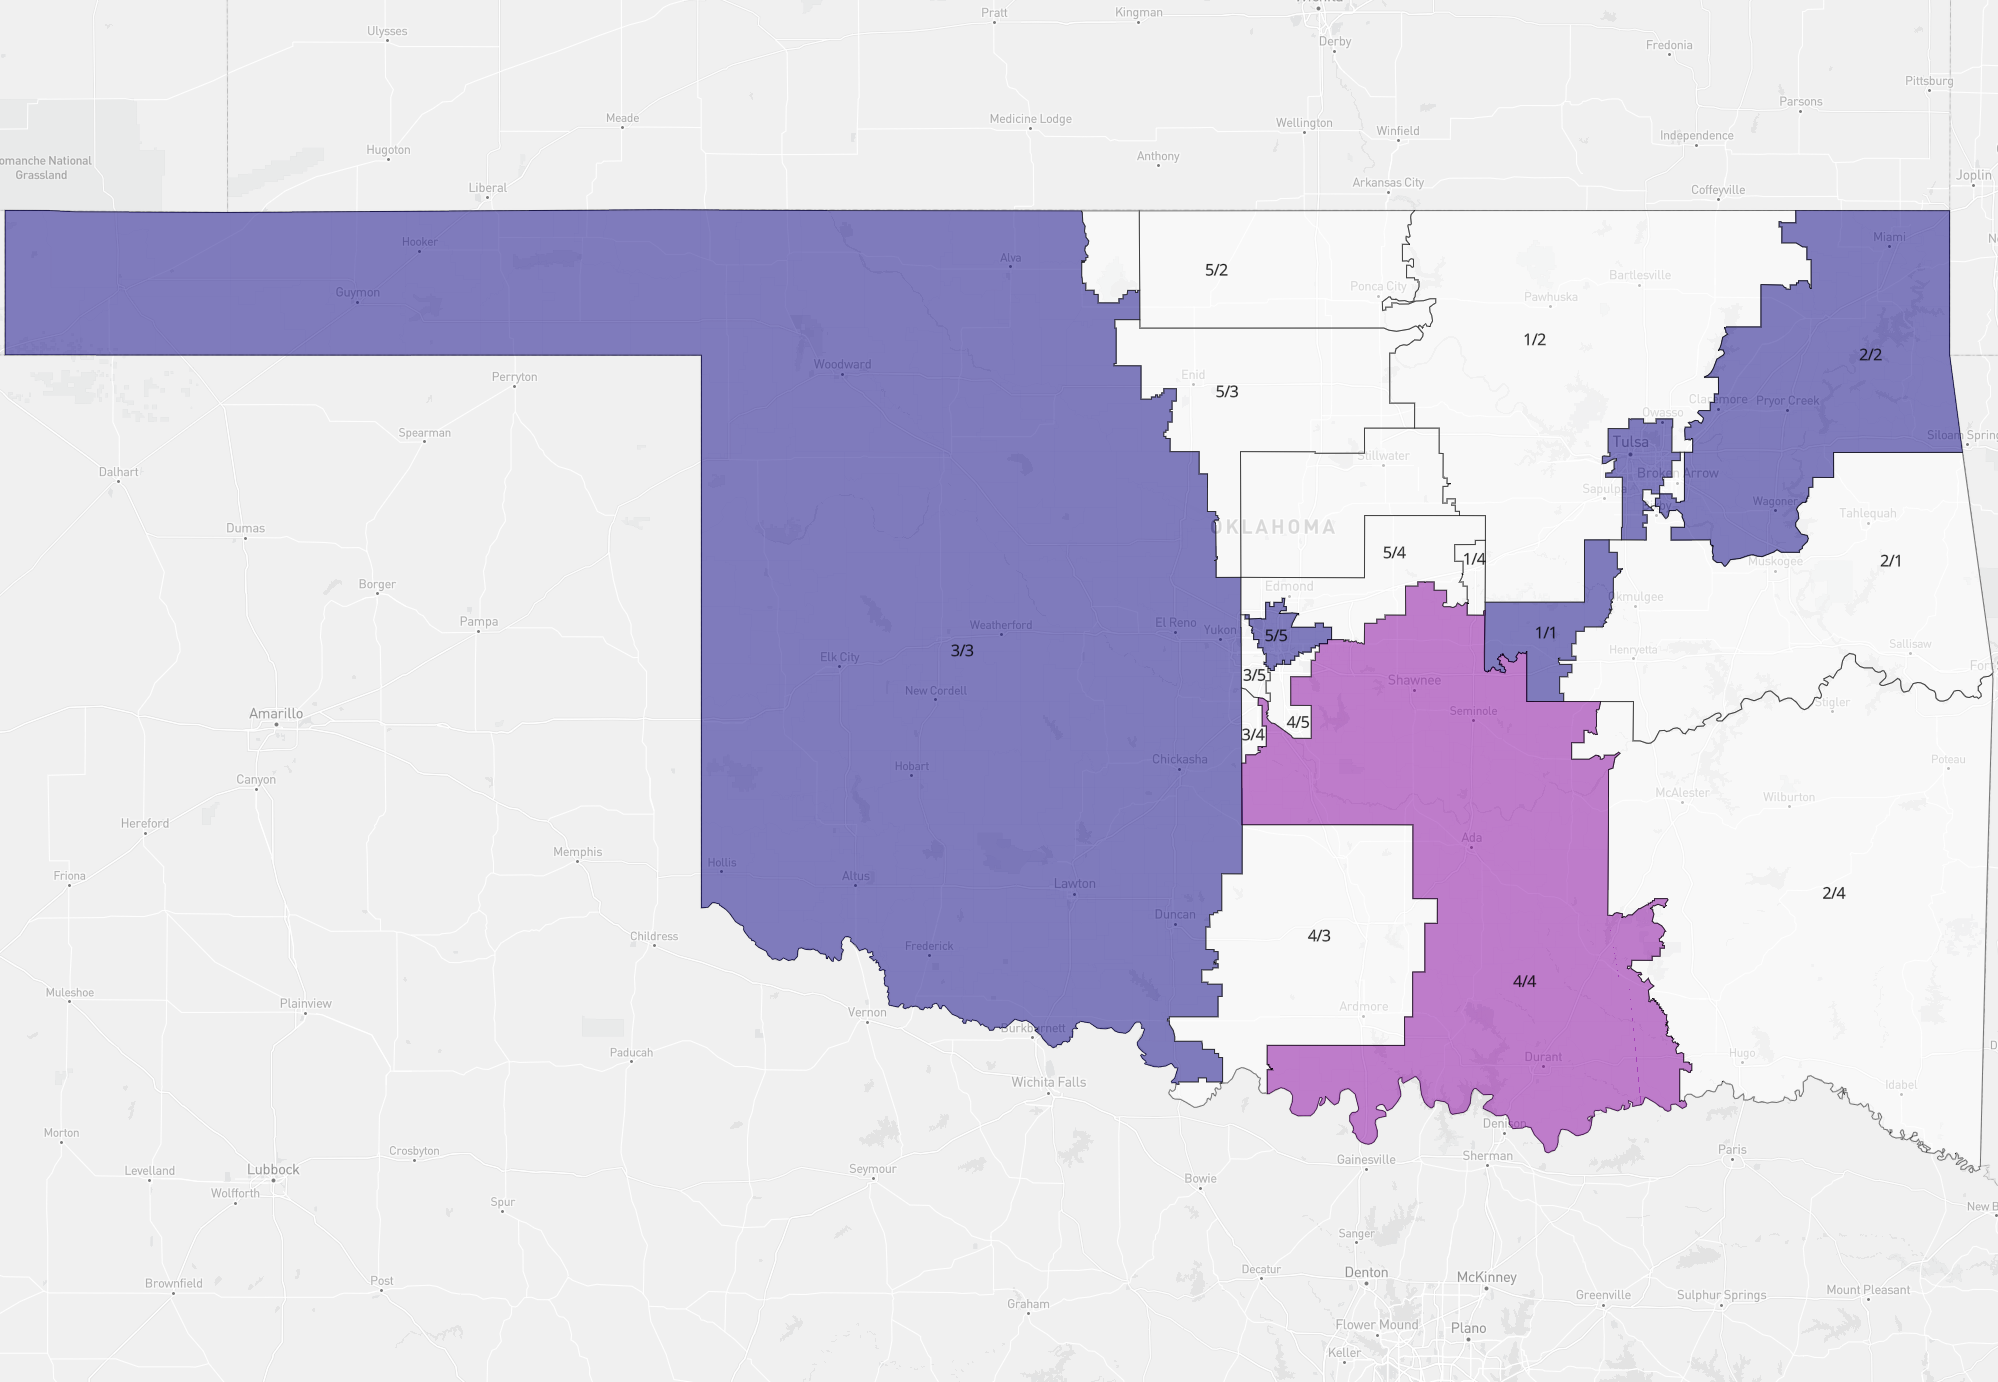 Ulysses
Pratt
Kingman
Derby
Fredonia
Pittsburg
Meade
Medicine Lodge
Wellington
Winfield
Parsons
Independence
Hugoton
Anthony
omanche National
Grassland
Liberal
Arkansas City
Coffeyville
Joplin
Hooker
Alva
5/2
Miami
Guymon
Ponca City
Pawhuska
Bartlesville
1/2
2/2
Woodward
Perryton
Enid
5/3
Claremore
Pryor Creek
Owasso
Spearman
Stillwater
Tulsa
Siloam Spring
Dalhart
Broken Arrow
Sapulpa
Wagoner
Tahlequah
Dumas
OKLAHOMA
5/4
1/4
2/1
Muskogee
Borger
Edmond
Okmulgee
Pampa
Weatherford
El Reno
Yukon
5/5
1/1
Sallisaw
Elk City
3/3
Henryetta
Fort S
3/5
Shawnee
New Cordell
Stigler
Amarillo
4/5
Seminole
3/4
Hobart
Chickasha
Poteau
Canyon
McAlester
Wilburton
Hereford
Ada
Memphis
Hollis
Friona
Altus
Lawton
2/4
Duncan
Childress
Frederick
4/3
4/4
Muleshoe
Plainview
Vernon
Ardmore
Burkburnett
Paducah
Durant
Hugo
Wichita Falls
Idabel
Morton
Denison
Crosbyton
Levelland
Lubbock
Seymour
Gainesville
Sherman
Paris
Wolfforth
Spur
Bowie
New B
Sanger
Decatur
Denton
McKinney
Brownfield
Post
Greenville
Sulphur Springs
Mount Pleasant
Graham
Flower Mound
Plano
Keller